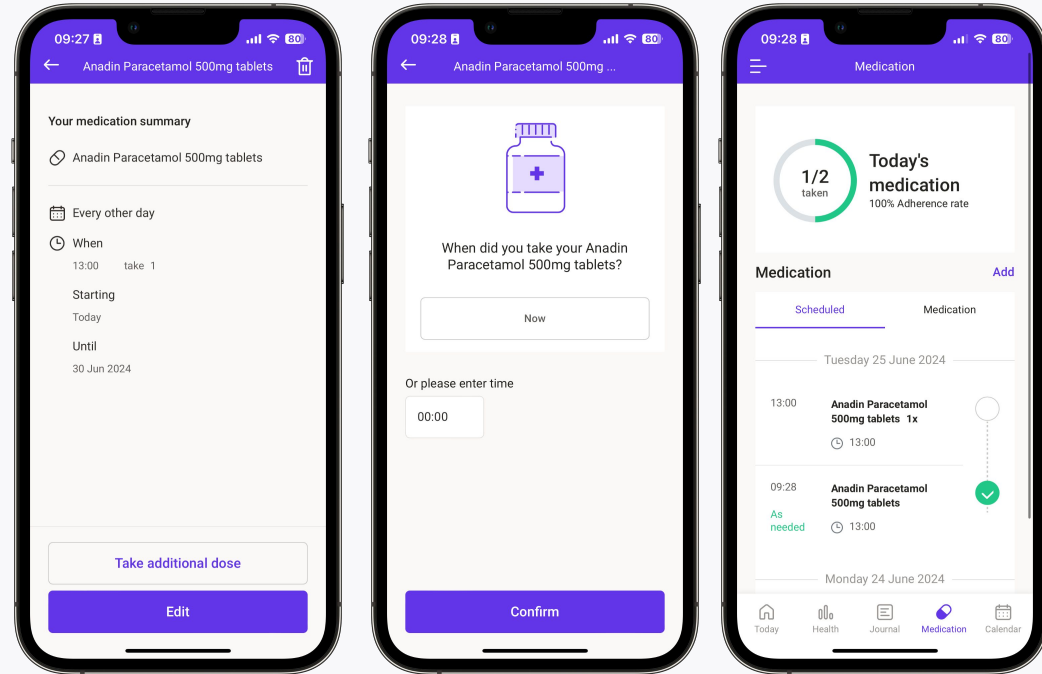 09:27
80
Anadin Paracetamol 500mg tablets
Your medication summary
Anadin Paracetamol 500mg tablets
Every other day
When
13:00 take 1
Starting
Today
Until
30 Jun 2024
Take additional dose
Edit
09:28
80
Anadin Paracetamol 500mg ...
When did you take your Anadin
Paracetamol 500mg tablets?
Now
Or please enter time
00:00
Confirm
09:28
80
Medication
1/2
taken
Today's
medication
100% Adherence rate
Medication
Add
Scheduled
Medication
Tuesday 25 June 2024
13:00
Anadin Paracetamol
500mg tablets 1x
13:00
09:28
As
needed
Anadin Paracetamol
500mg tablets
13:00
Monday 24 June 2024
Today
Health
Journal
Medication
Calendar